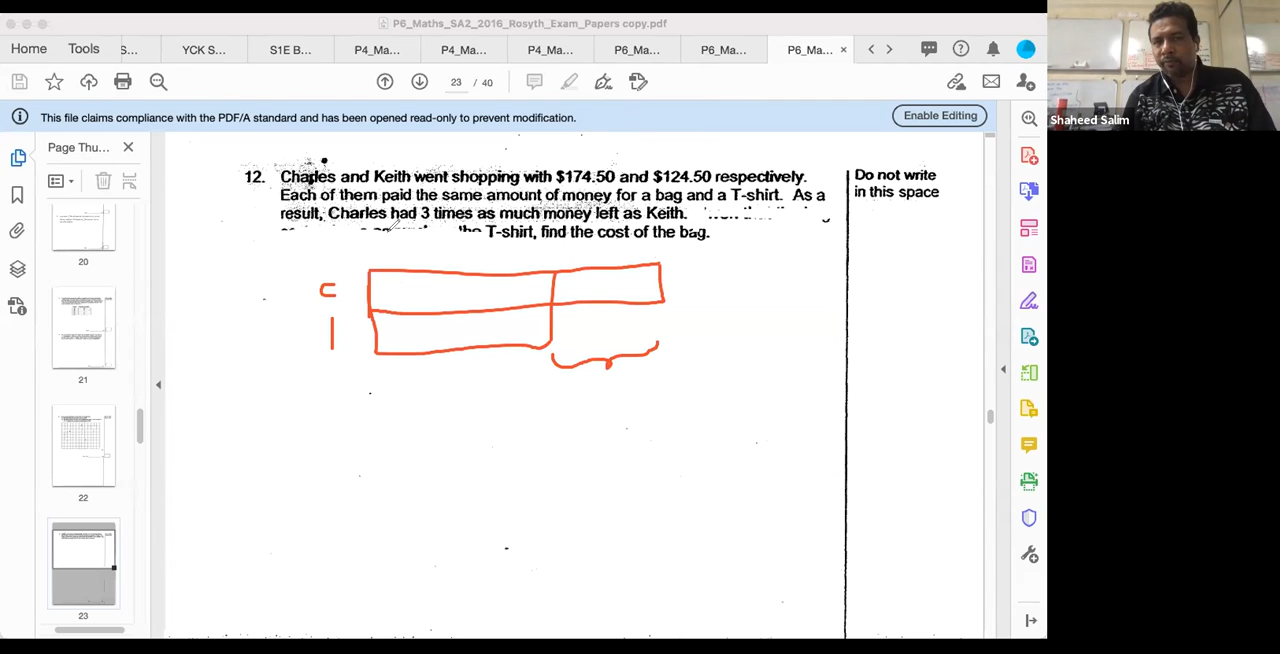 P6_Maths_SA2_2016_Rosyth_Exam_Papers copy.pdf
Home Tools S... YCK S... S1E B... P4_Ma... P4_Ma... P4_Ma... P6_Ma... P6_Ma... P6_Ma... ×
23 / 40
Shaheed Salim
This file claims compliance with the PDF/A standard and has been opened read-only to prevent modification. Enable Editing
Page Thu...
20
21
22
23
12. Charles and Keith went shopping with $174.50 and $124.50 respectively.
Each of them paid the same amount of money for a bag and a T-shirt. As a
result, Charles had 3 times as much money left as Keith.
T-shirt, find the cost of the bag.
Do not write
in this space
C